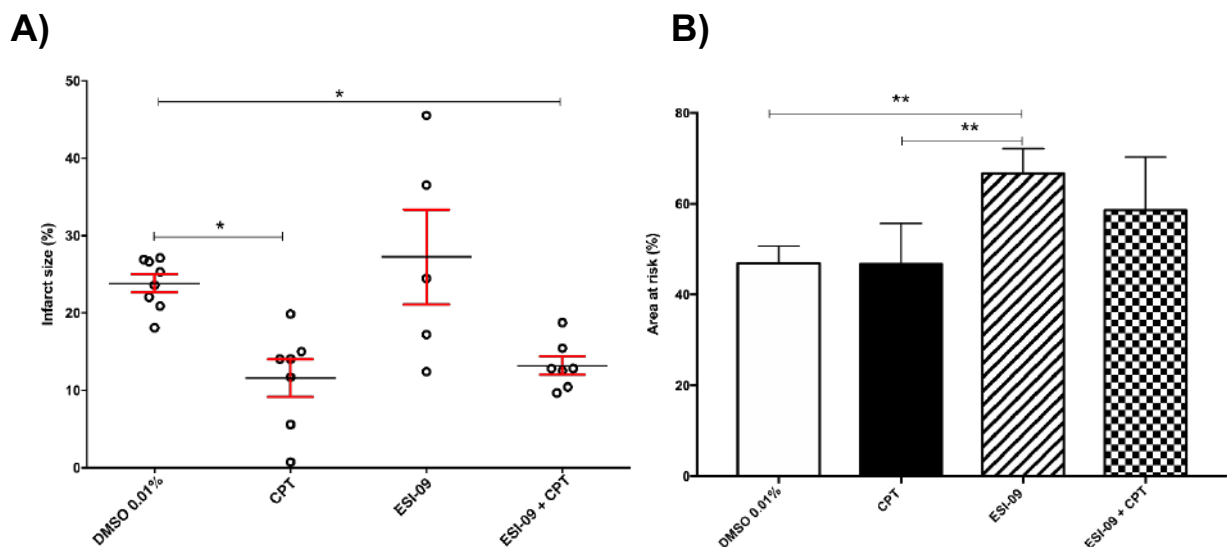 A)
B)
Infarct size (%)
50
40
30
20
10
0
*
*
DMSO 0.01%
CPT
ESI-09
ESI-09 + CPT
Area at risk (%)
80
60
40
20
0
**
**
DMSO 0.01%
CPT
ESI-09
ESI-09 + CPT